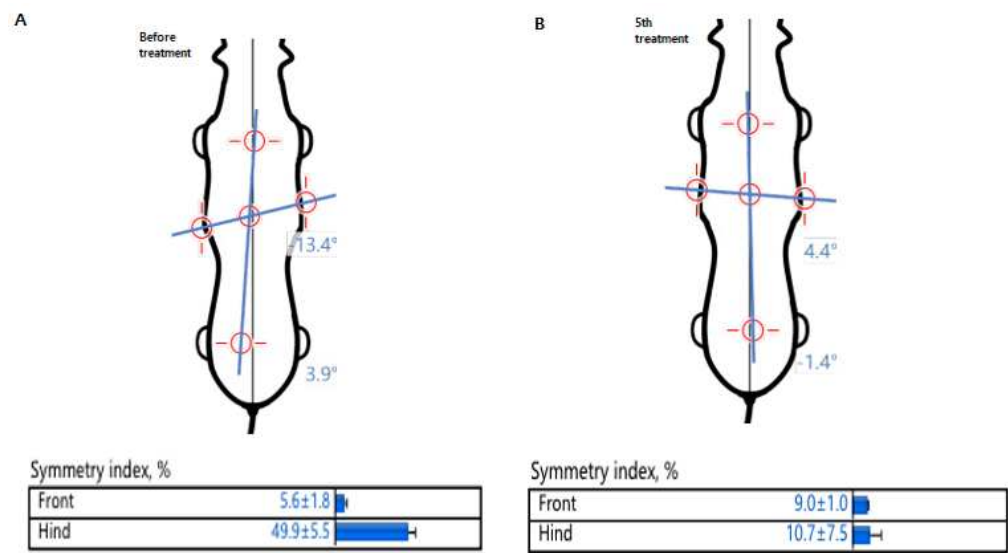 A
Before
treatment
-13.4°
3.9°
Symmetry index, %
Front 5.6±1.8
Hind 49.9±5.5
B
5th
treatment
4.4°
-1.4°
Symmetry index, %
Front 9.0±1.0
Hind 10.7±7.5